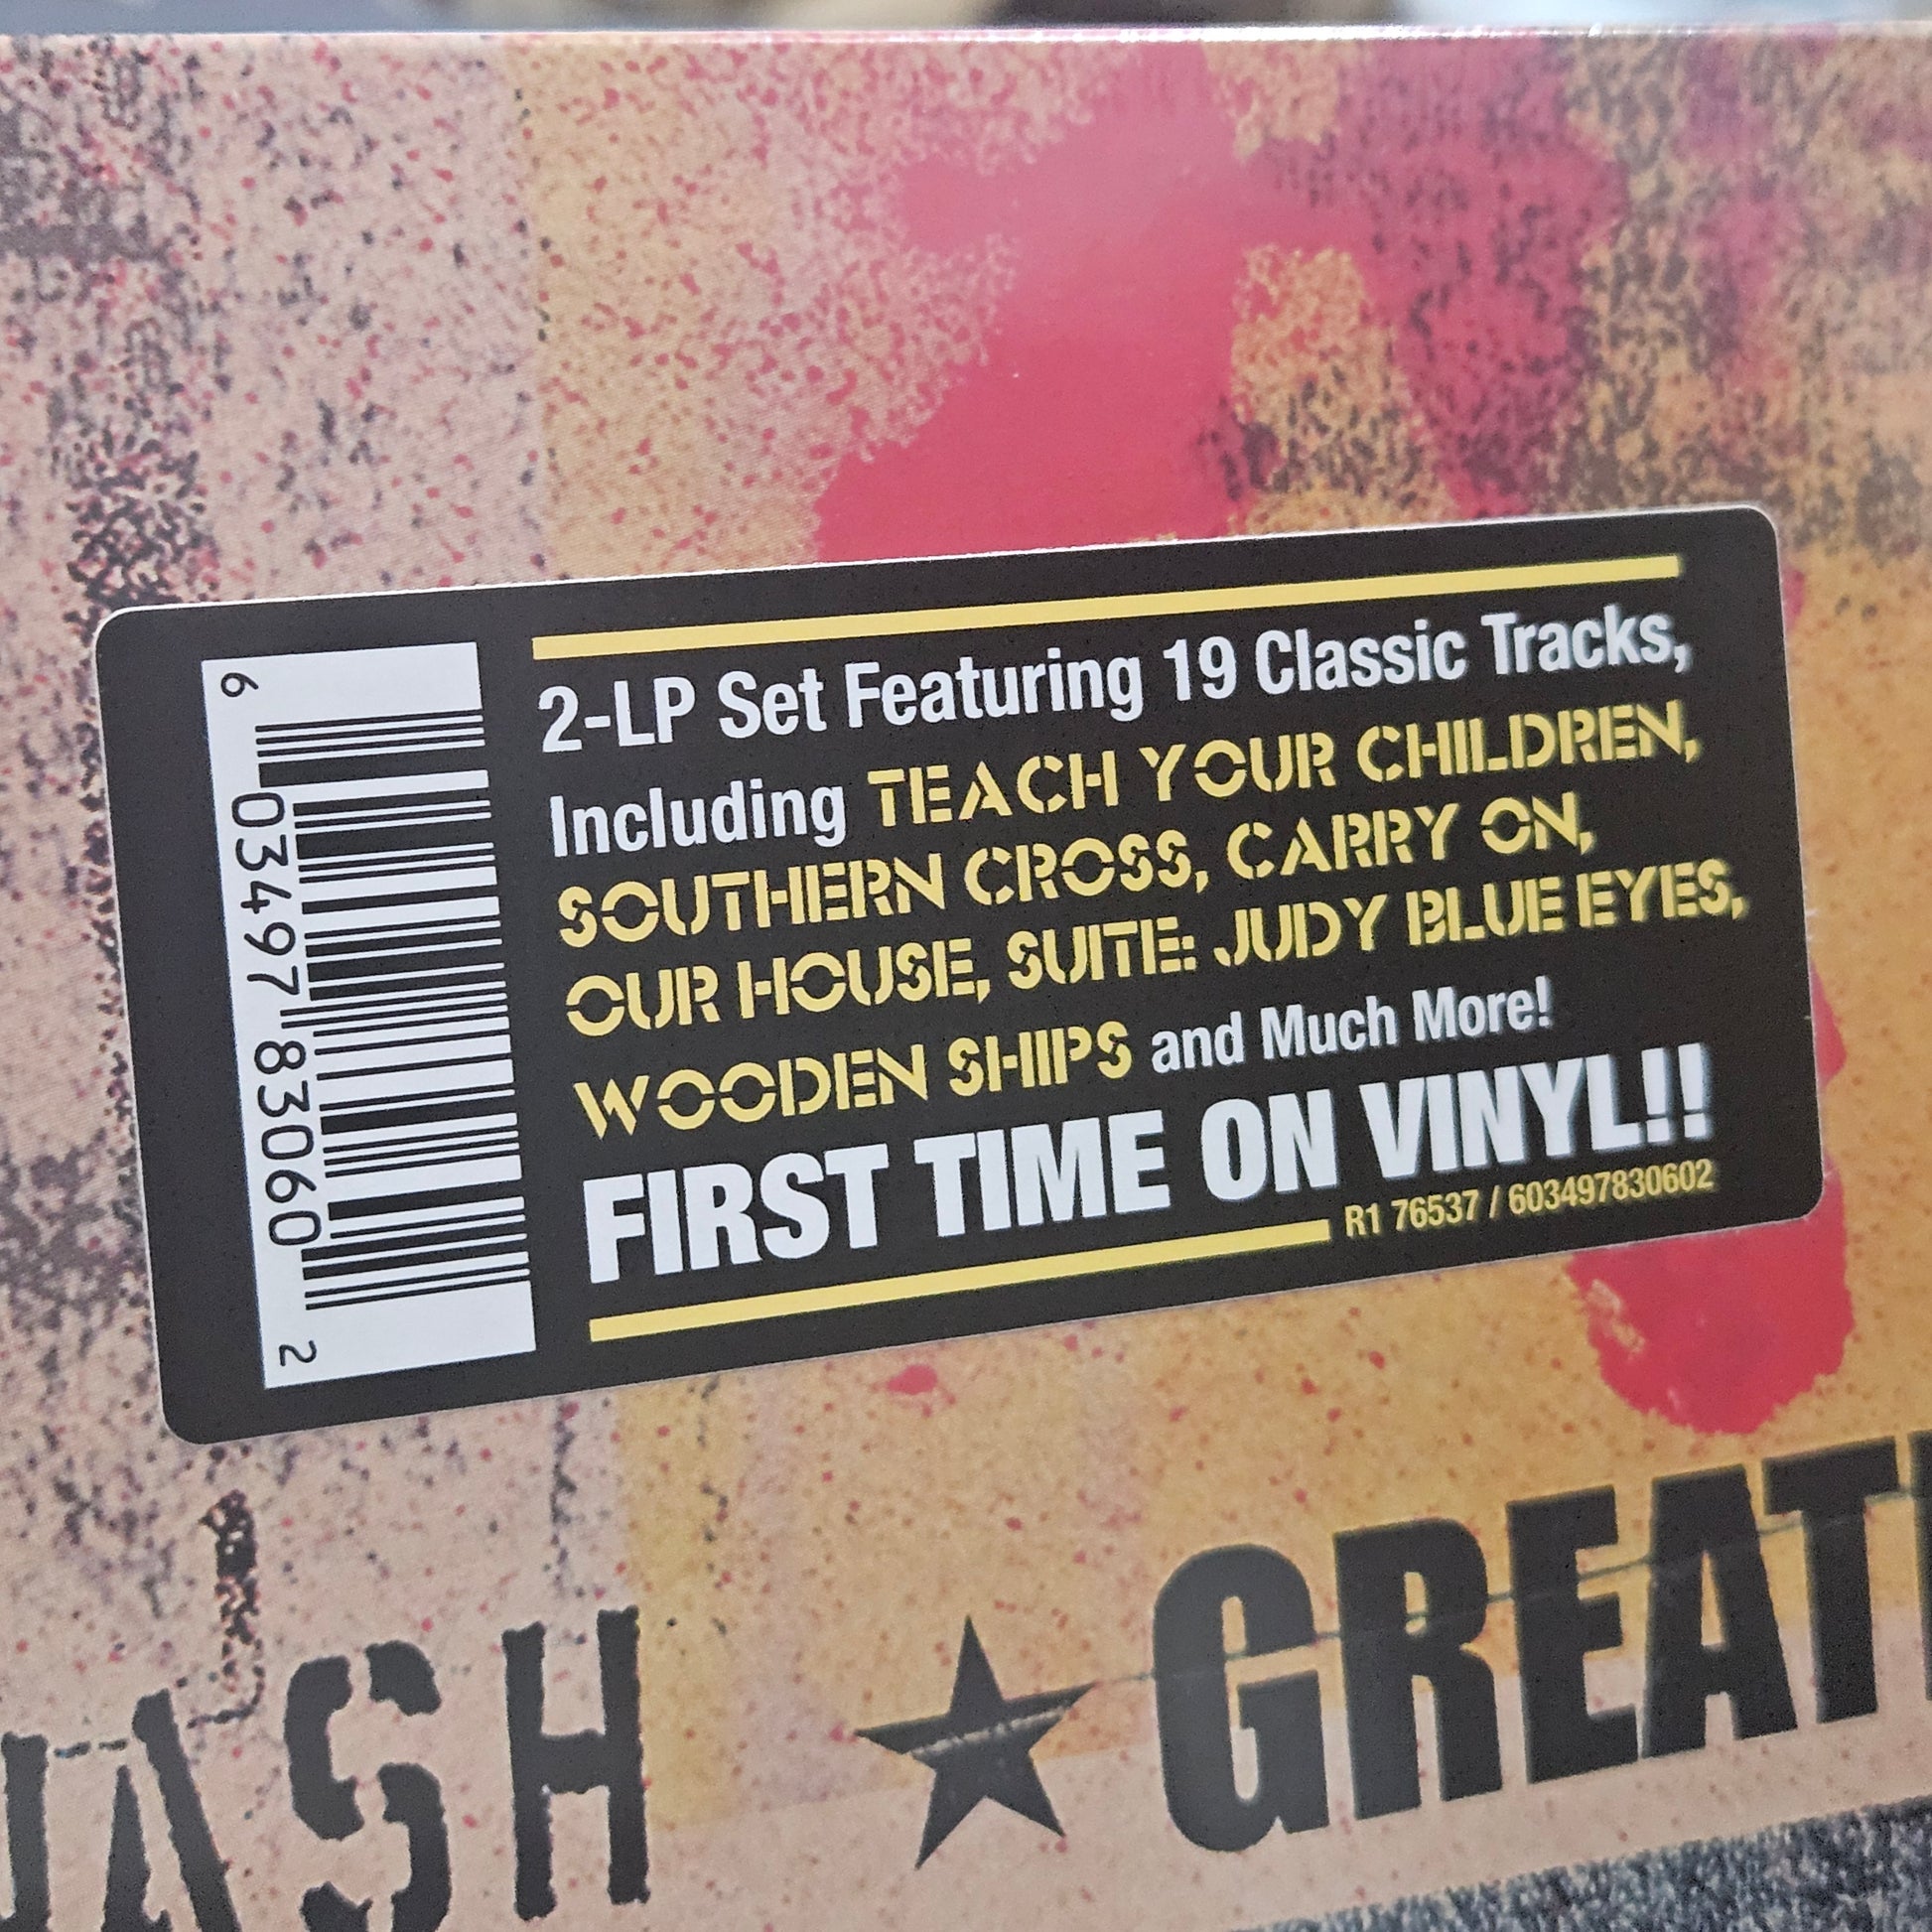 2-LP Set Featuring 19 Classic Tracks,
Including TEACH YOUR CHILDREN,
SOUTHERN CROSS, CARRY ON,
OUR HOUSE, SUITE: JUDY BLUE EYES,
WOODEN SHIPS and Much More!
FIRST TIME ON VINYL!!
R1 76537 / 603497830602
6 03497 83060 2
NASH ★ GREAT